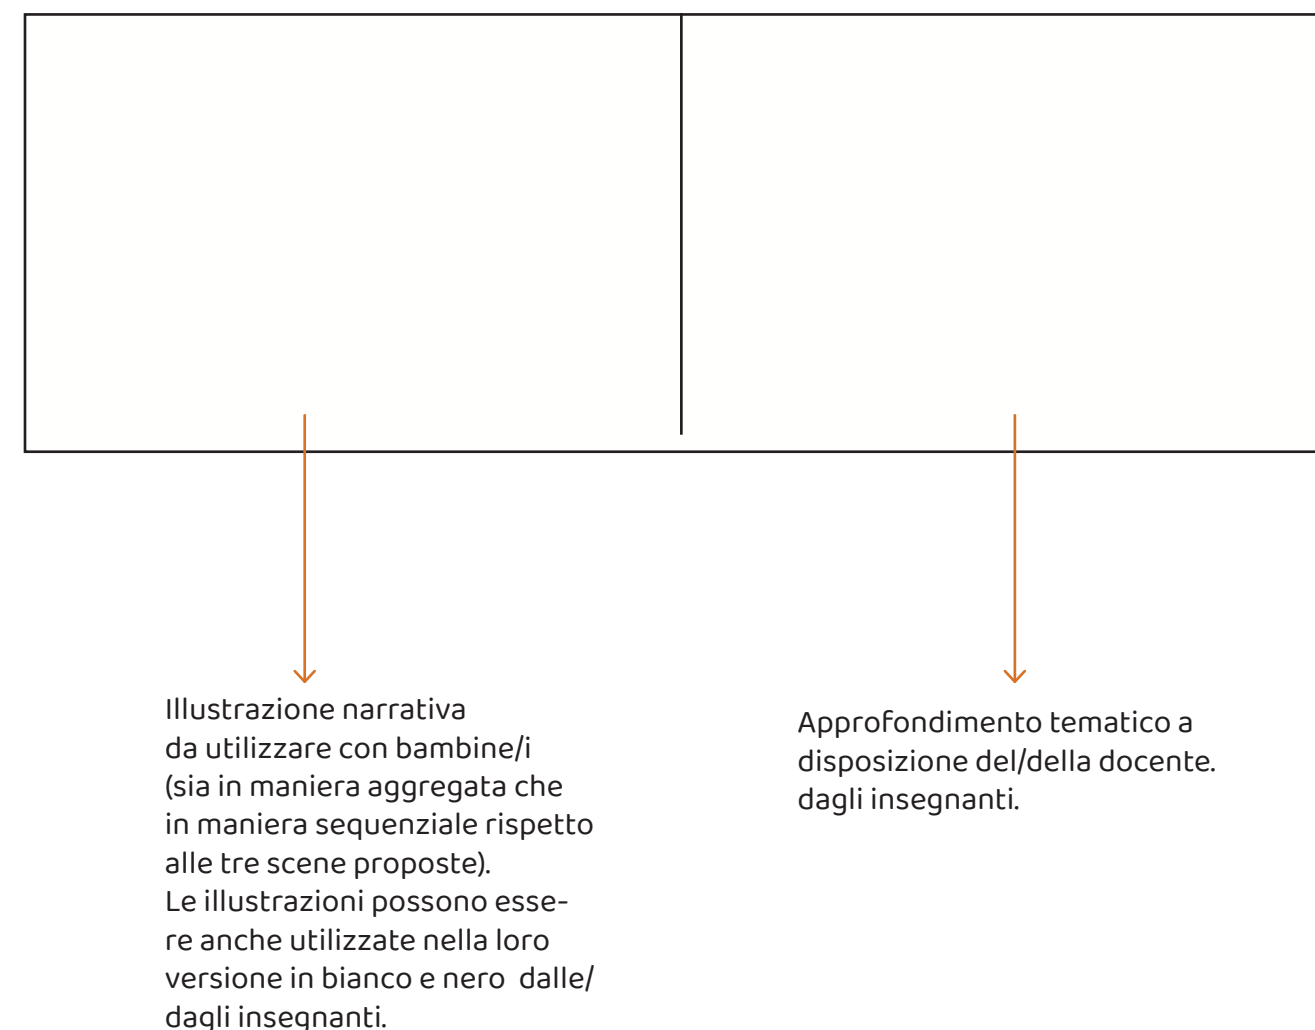 Illustrazione narrativa
da utilizzare con bambine/i
(sia in maniera aggregata che
in maniera sequenziale rispetto
alle tre scene proposte).
Le illustrazioni possono esse-
re anche utilizzate nella loro
versione in bianco e nero  dalle/
dagli insegnanti.
Approfondimento tematico a
disposizione del/della docente.
dagli insegnanti.